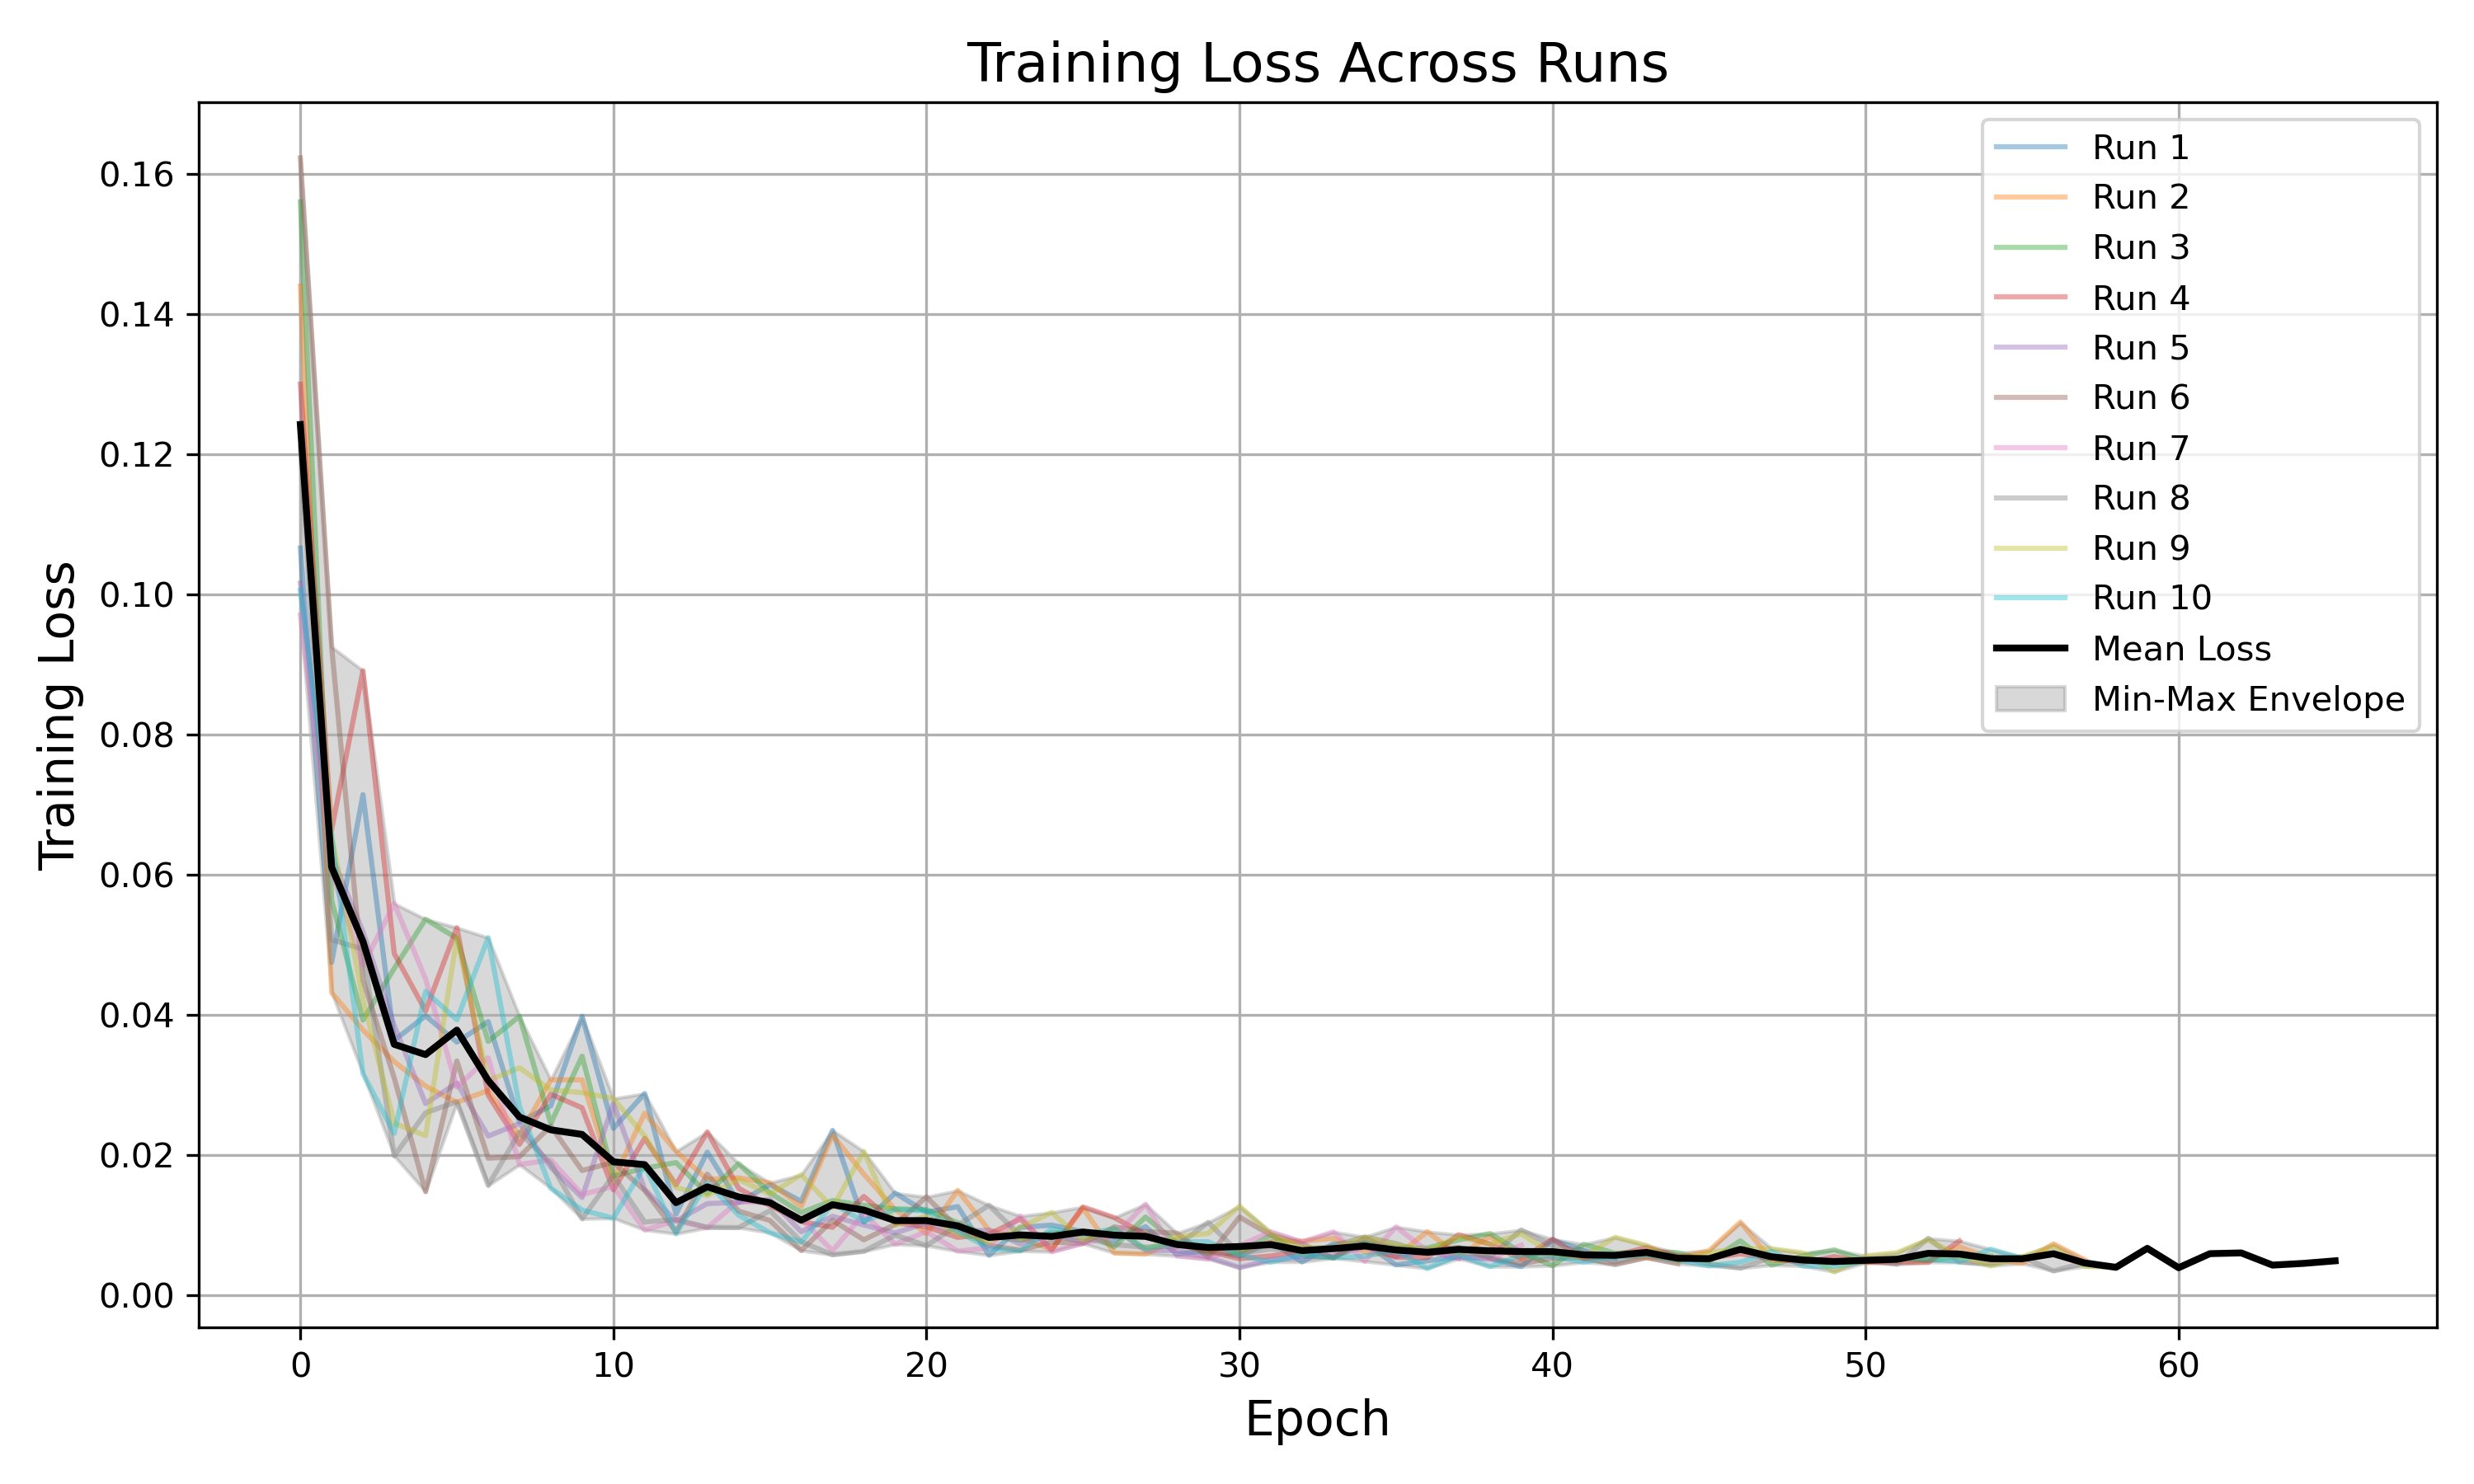 Training Loss Across Runs
Training Loss
0.16
0.14
0.12
0.10
0.08
0.06
0.04
0.02
0.00
Run 1
Run 2
Run 3
Run 4
Run 5
Run 6
Run 7
Run 8
Run 9
Run 10
Mean Loss
Min-Max Envelope
0 10 20 30 40 50 60
Epoch